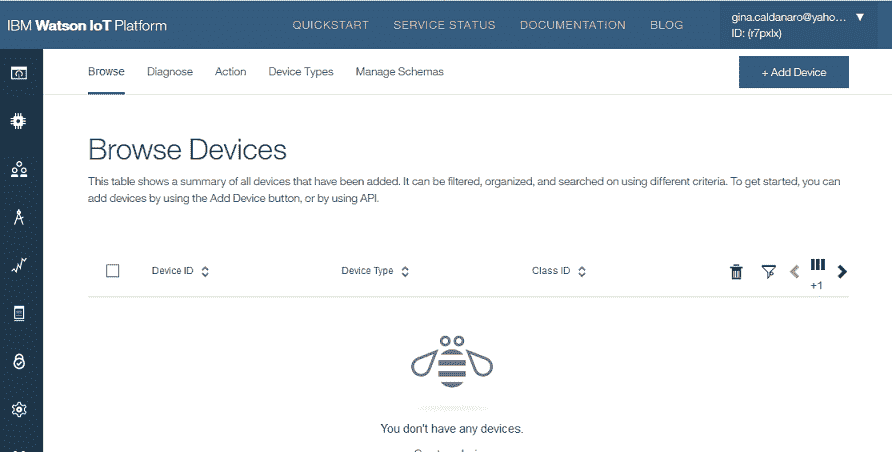 IBM Watson IoT Platform
QUICKSTART SERVICE STATUS DOCUMENTATION BLOG
gina.caldanaro@yaho...
ID: (r7pxlx)
Browse Diagnose Action Device Types Manage Schemas
+ Add Device
Browse Devices
This table shows a summary of all devices that have been added. It can be filtered, organized, and searched on using different criteria. To get started, you can
add devices by using the Add Device button, or by using API.
Device ID Device Type Class ID
+1
You don't have any devices.